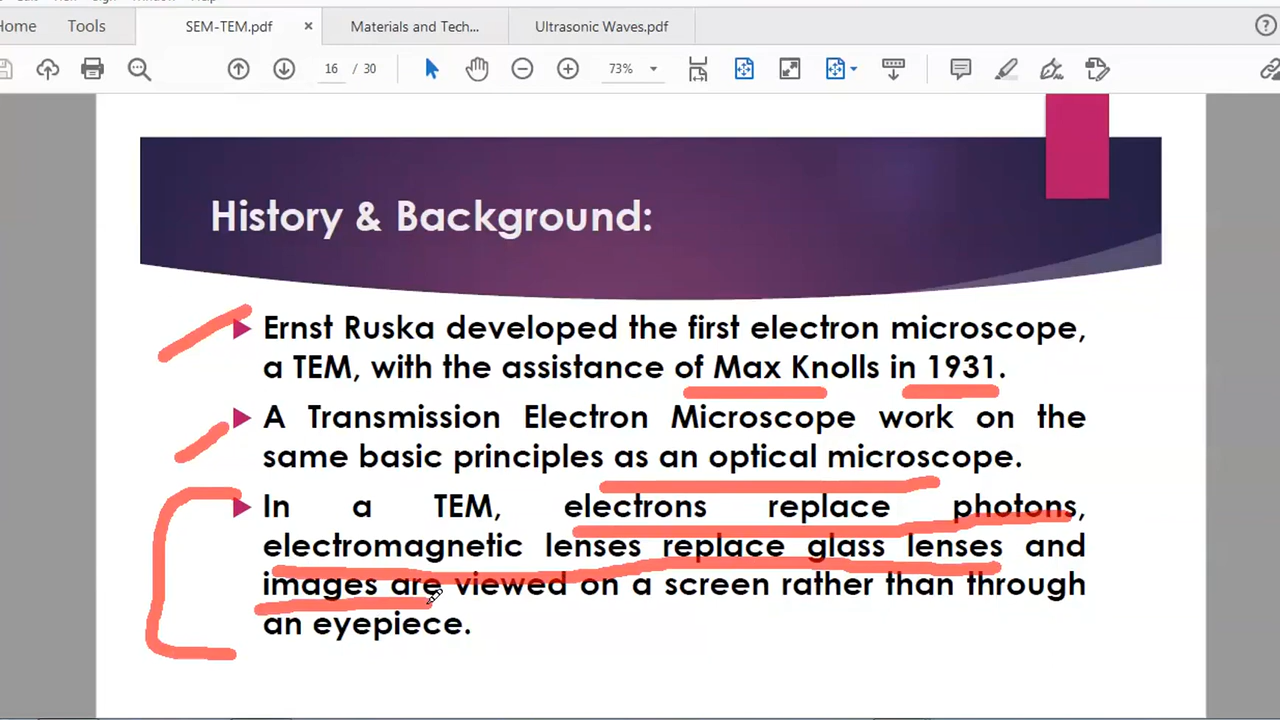 Home Tools SEM-TEM.pdf × Materials and Tech... Ultrasonic Waves.pdf
16 / 30 73%
History & Background:
Ernst Ruska developed the first electron microscope,
a TEM, with the assistance of Max Knolls in 1931.
A Transmission Electron Microscope work on the
same basic principles as an optical microscope.
In a TEM, electrons replace photons,
electromagnetic lenses replace glass lenses and
images are viewed on a screen rather than through
an eyepiece.